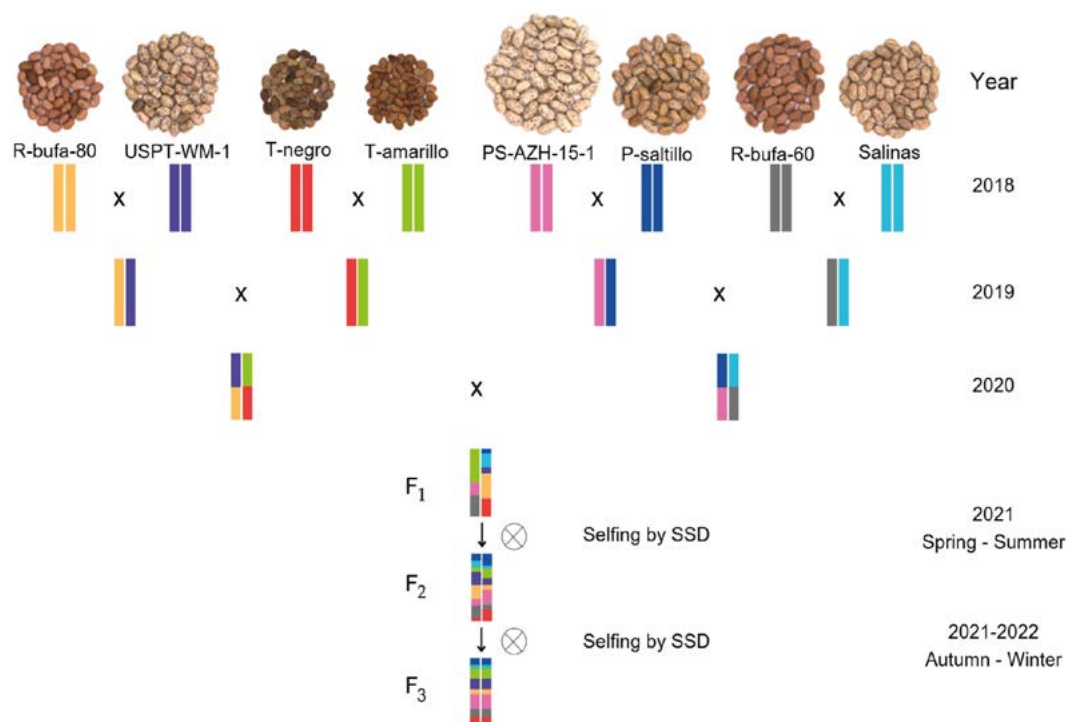 Year
R-bufa-80 USPT-WM-1 T-negro T-amarillo PS-AZH-15-1 P-saltillo R-bufa-60 Salinas
x x x x 2018
x x 2019
x 2020
F1
2021
Selfing by SSD Spring - Summer
F2
2021-2022
Selfing by SSD Autumn - Winter
F3